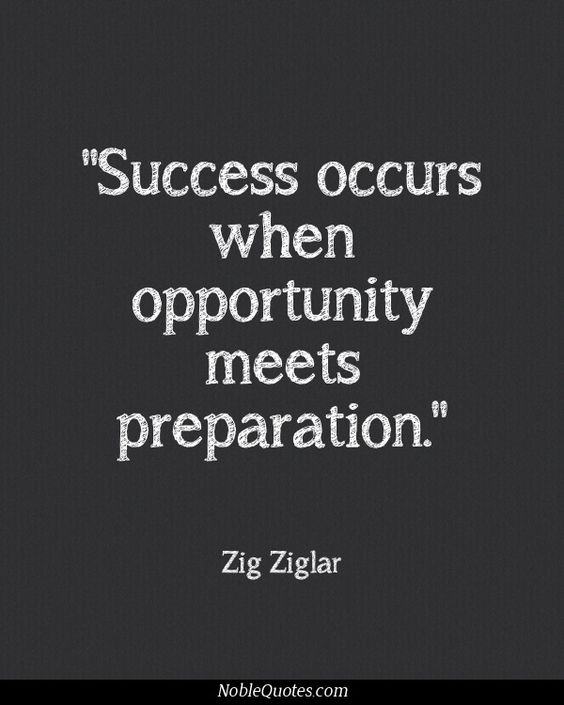 "Success occurs
when
opportunity
meets
preparation."
Zig Ziglar
NobleQuotes.com